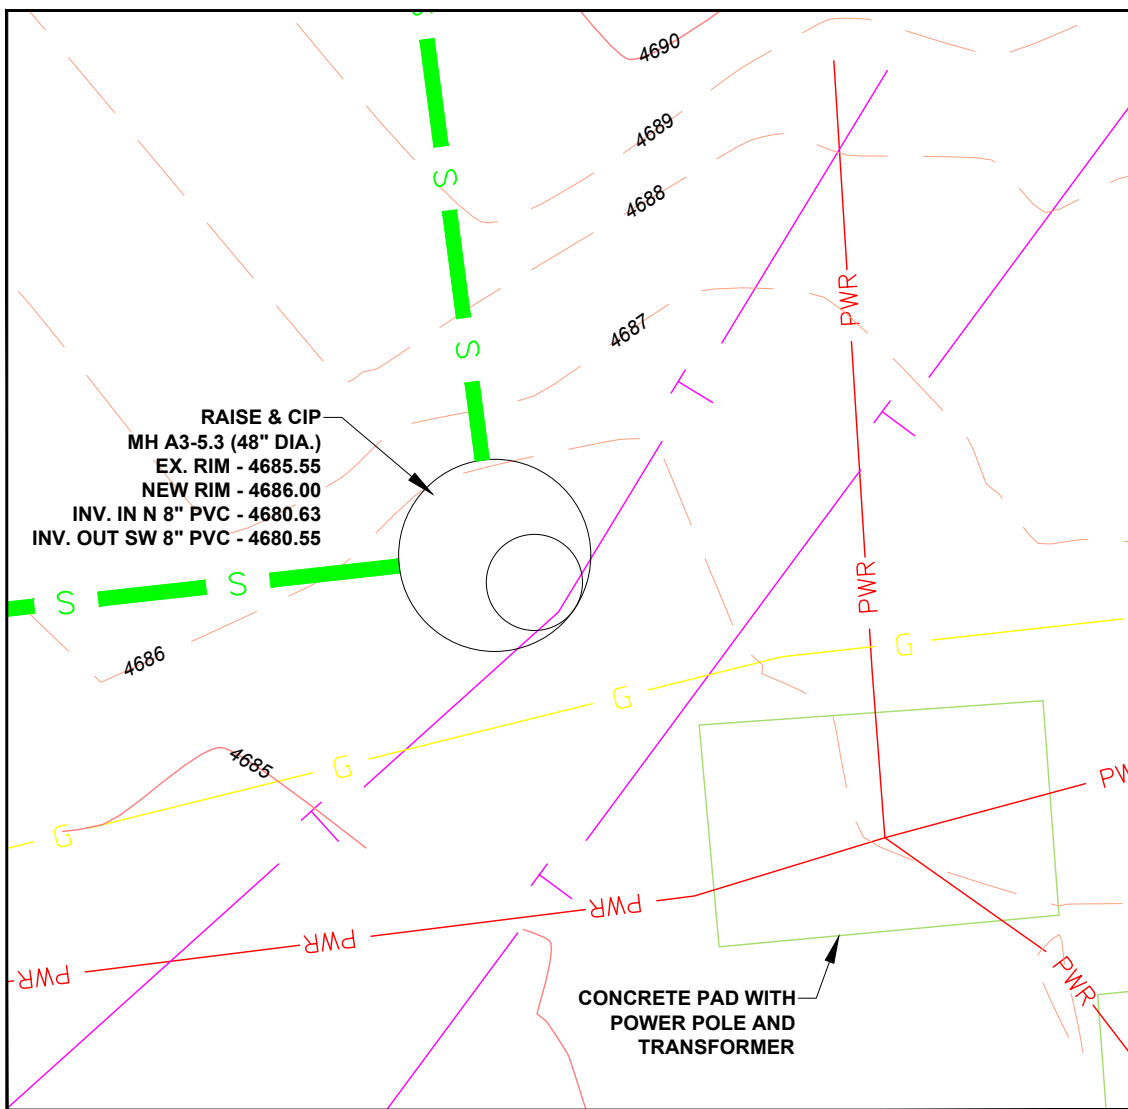 S
4690
4689
S
4688
PWR
4687
S
T
T
RAISE & CIP
MH A3-5.3 (48" DIA.)
EX. RIM - 4685.55
NEW RIM - 4686.00
INV. IN N 8" PVC - 4680.63
INV. OUT SW 8" PVC - 4680.55
PWR
S
S
4686
G
G
4685
G
G
T
T
PWR
PWR
PWR
PWR
CONCRETE PAD WITH
POWER POLE AND
TRANSFORMER